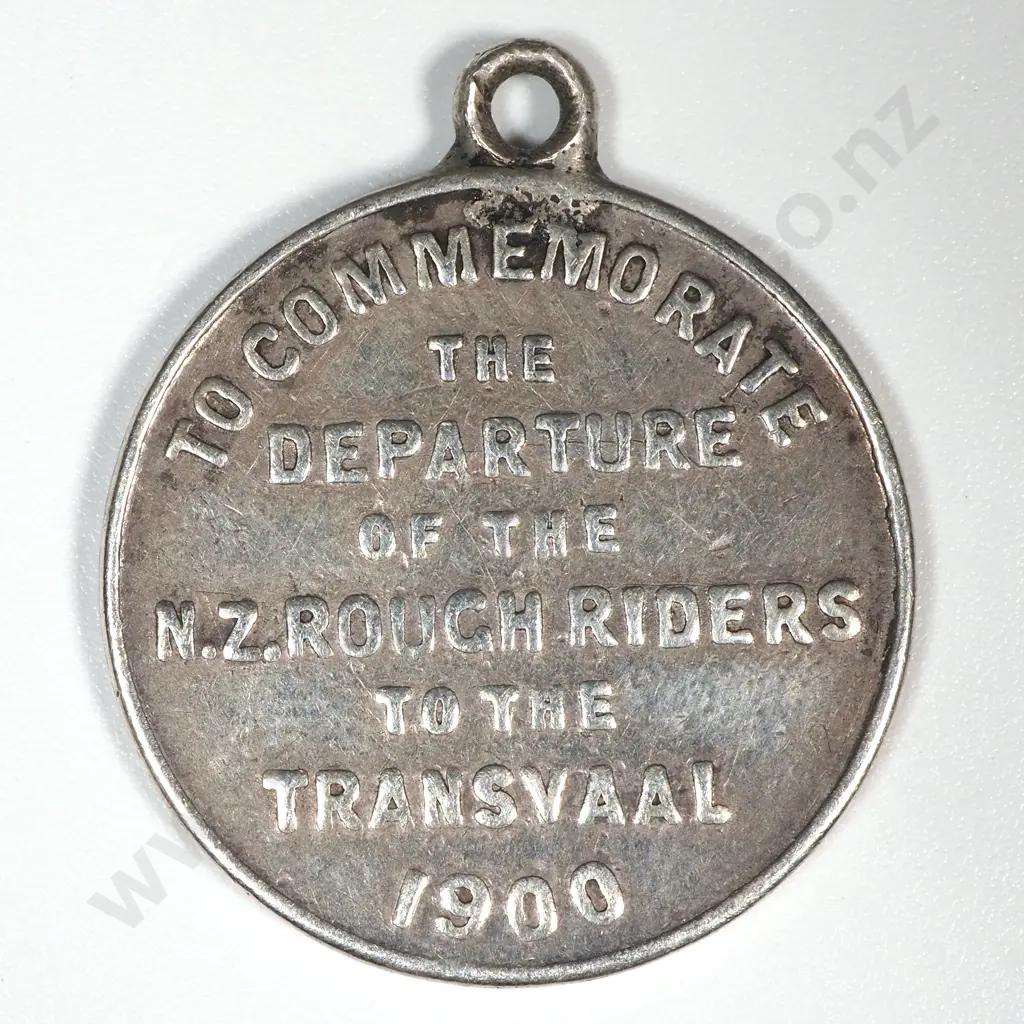 TO COMMEMORATE
THE
DEPARTURE
OF THE
N.Z. ROUGH RIDERS
TO THE
TRANSVAAL
1900